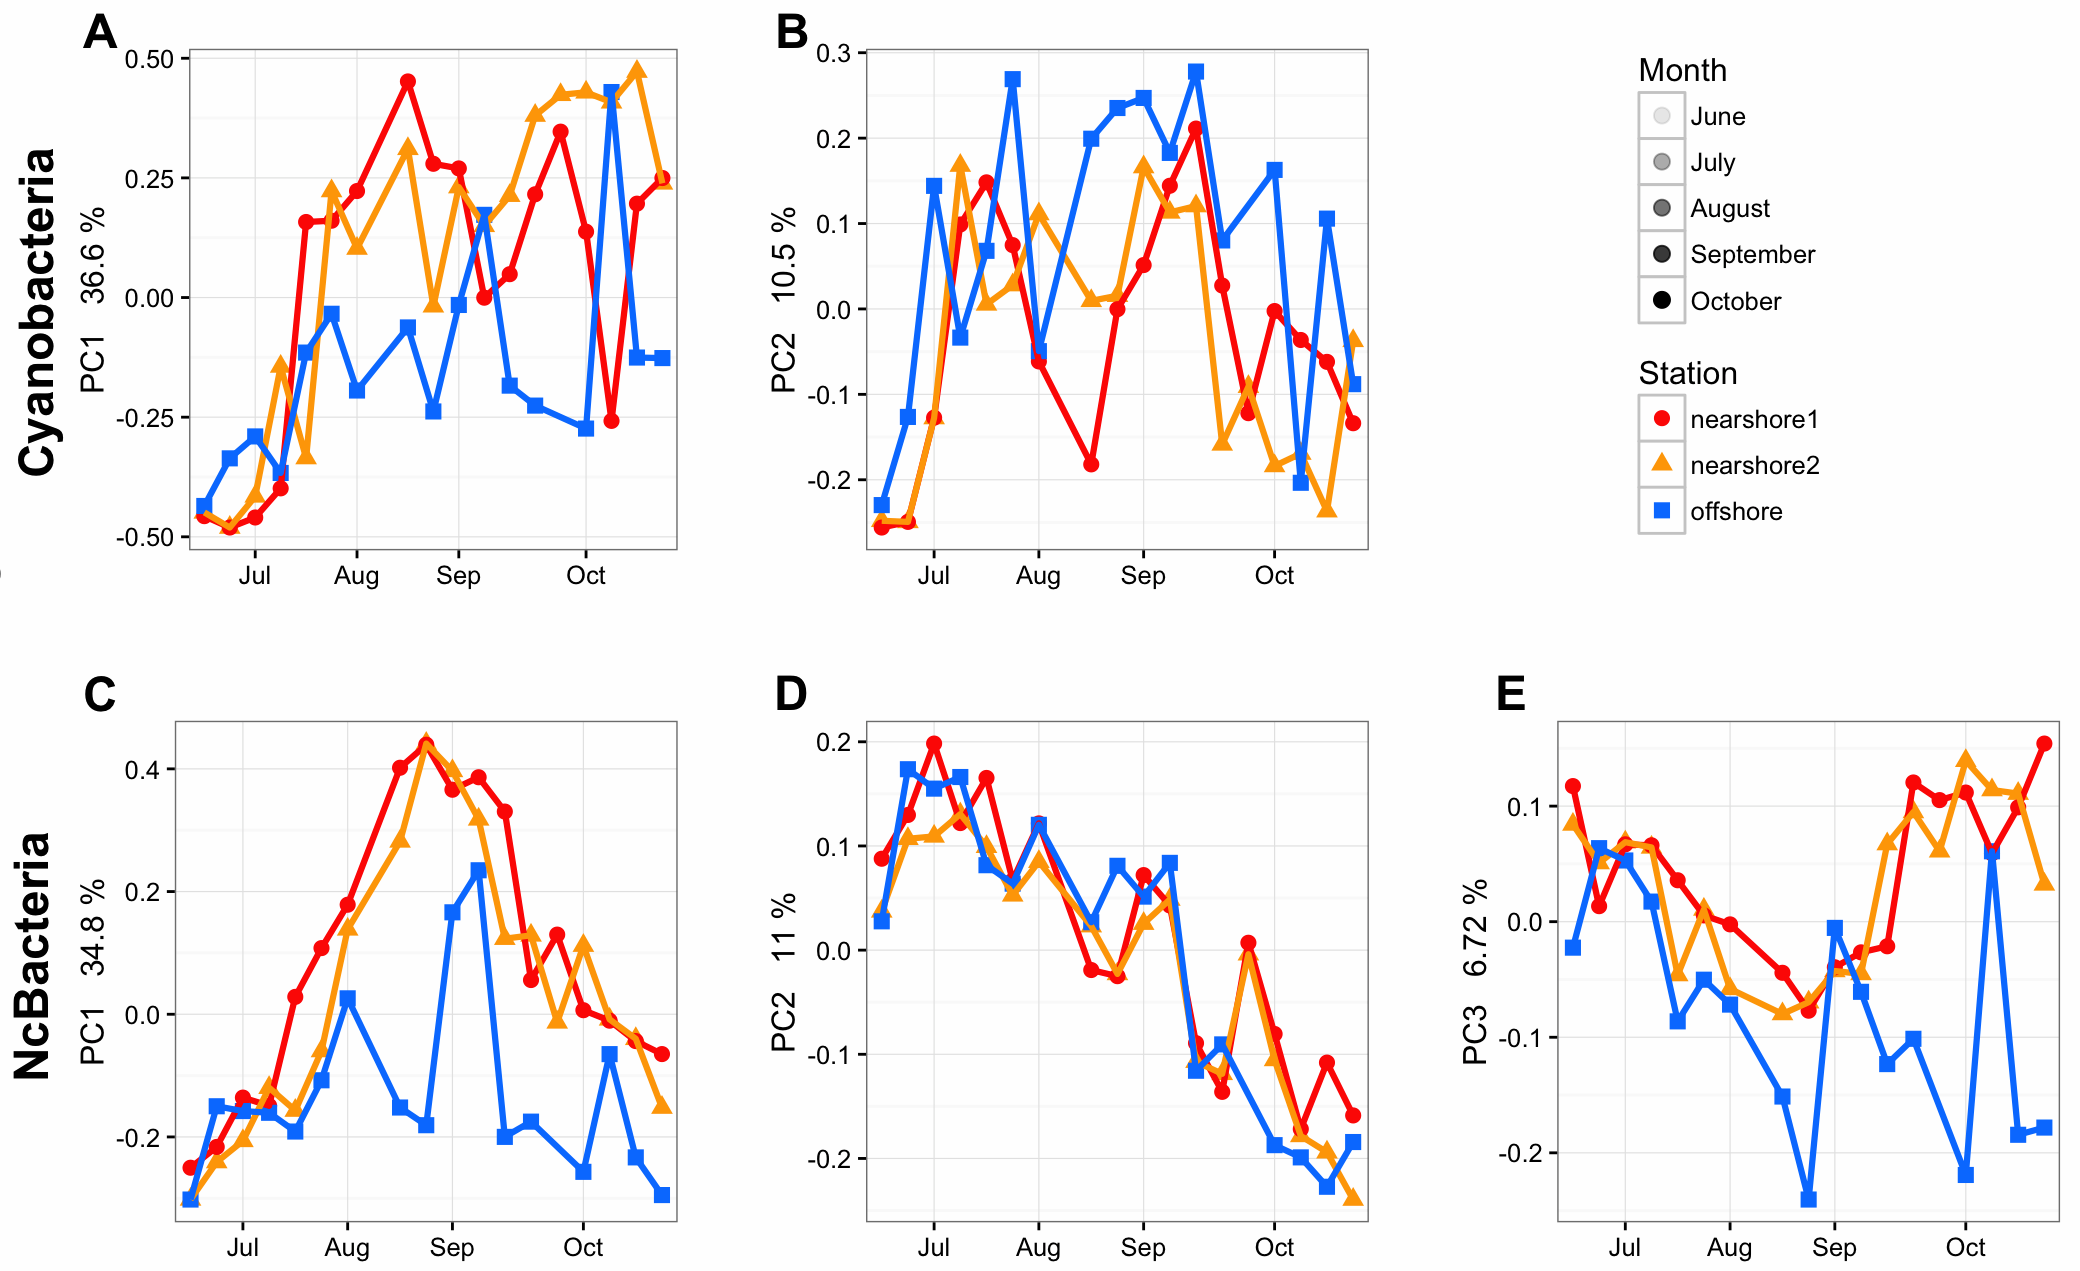 A
Cyanobacteria
PC1 36.6 %
0.50
0.25
0.00
-0.25
-0.50
Jul Aug Sep Oct
B
PC2 10.5 %
0.3
0.2
0.1
0.0
-0.1
-0.2
Jul Aug Sep Oct
Month
June
July
August
September
October
Station
nearshore1
nearshore2
offshore
C
NcBacteria
PC1 34.8 %
0.4
0.2
0.0
-0.2
Jul Aug Sep Oct
D
PC2 11 %
0.2
0.1
0.0
-0.1
-0.2
Jul Aug Sep Oct
E
PC3 6.72 %
0.1
0.0
-0.1
-0.2
Jul Aug Sep Oct